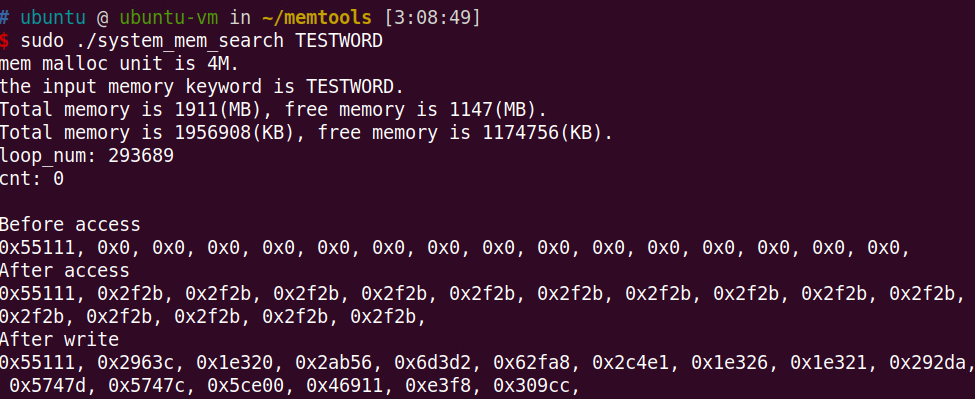 # ubuntu @ ubuntu-vm in ~/memtools [3:08:49]
$ sudo ./system_mem_search TESTWORD
mem malloc unit is 4M.
the input memory keyword is TESTWORD.
Total memory is 1911(MB), free memory is 1147(MB).
Total memory is 1956908(KB), free memory is 1174756(KB).
loop_num: 293689
cnt: 0
Before access
0x55111, 0x0, 0x0, 0x0, 0x0, 0x0, 0x0, 0x0, 0x0, 0x0, 0x0, 0x0, 0x0, 0x0, 0x0, 0x0,
After access
0x55111, 0x2f2b, 0x2f2b, 0x2f2b, 0x2f2b, 0x2f2b, 0x2f2b, 0x2f2b, 0x2f2b, 0x2f2b, 0x2f2b,
0x2f2b, 0x2f2b, 0x2f2b, 0x2f2b, 0x2f2b,
After write
0x55111, 0x2963c, 0x1e320, 0x2ab56, 0x6d3d2, 0x62fa8, 0x2c4e1, 0x1e326, 0x1e321, 0x292da,
0x5747d, 0x5747c, 0x5ce00, 0x46911, 0xe3f8, 0x309cc,